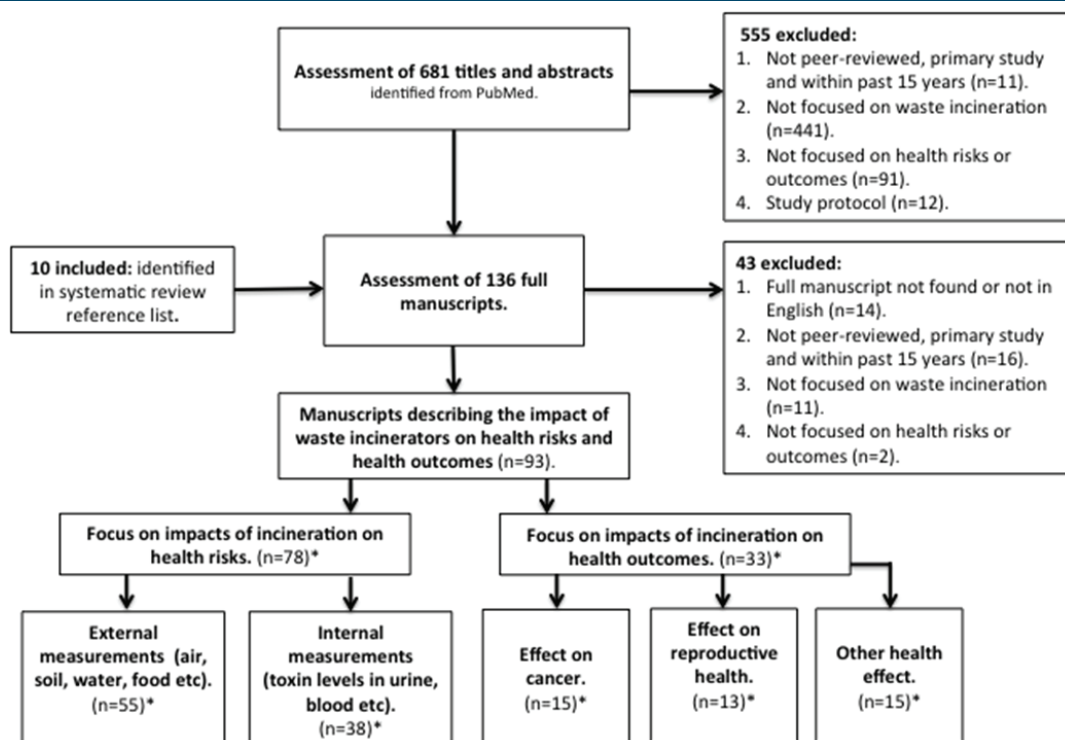 Assessment of 681 titles and abstracts
identified from PubMed.
555 excluded:
1. Not peer-reviewed, primary study
and within past 15 years (n=11).
2. Not focused on waste incineration
(n=441).
3. Not focused on health risks or
outcomes (n=91).
4. Study protocol (n=12).
10 included: identified
in systematic review
reference list.
Assessment of 136 full
manuscripts.
43 excluded:
1. Full manuscript not found or not in
English (n=14).
2. Not peer-reviewed, primary study
and within past 15 years (n=16).
3. Not focused on waste incineration
(n=11).
4. Not focused on health risks or
outcomes (n=2).
Manuscripts describing the impact of
waste incinerators on health risks and
health outcomes (n=93).
Focus on impacts of incineration on
health risks. (n=78)*
Focus on impacts of incineration on
health outcomes. (n=33)*
External
measurements (air,
soil, water, food etc).
(n=55)*
Internal
measurements
(toxin levels in urine,
blood etc).
(n=38)*
Effect on
cancer.
(n=15)*
Effect on
reproductive
health.
(n=13)*
Other health
effect.
(n=15)*